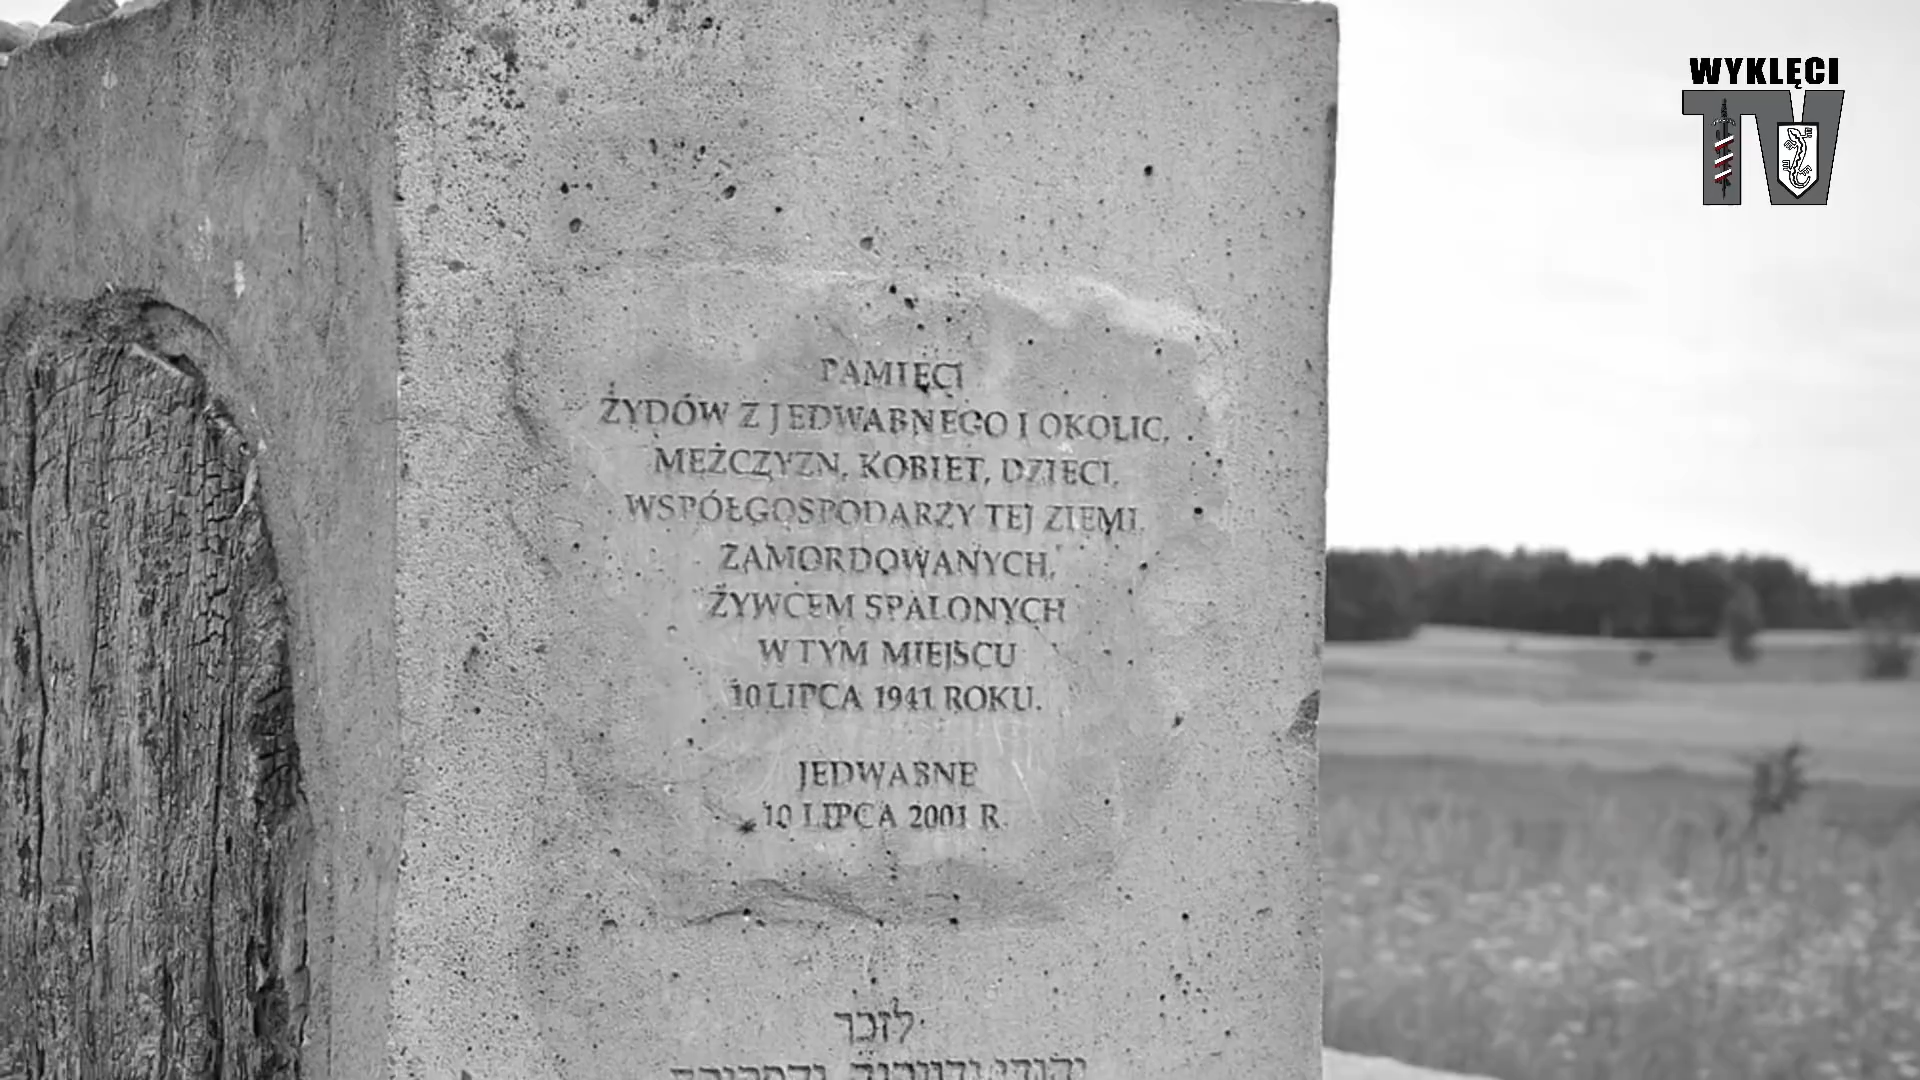 WYKLĘCI
TV
PAMIĘCI
ŻYDÓW Z JEDWABNEGO I OKOLIC,
MĘŻCZYZN, KOBIET, DZIECI,
WSPÓŁGOSPODARZY TEJ ZIEMI,
ZAMORDOWANYCH,
ŻYWCEM SPALONYCH
W TYM MIEJSCU
10 LIPCA 1941 ROKU.
JEDWABNE
10 LIPCA 2001 R.
לזכר